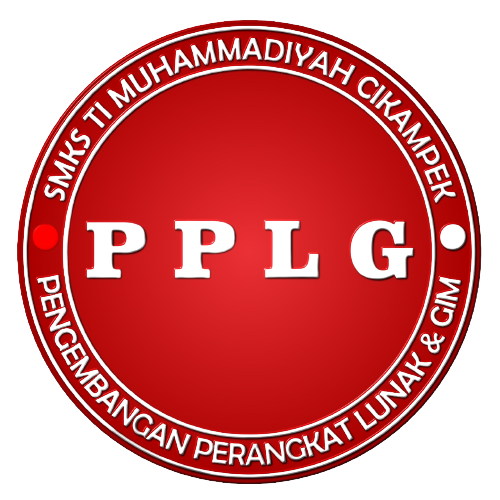 SMKS TI MUHAMMADIYAH CIKAMPEK
PPLG
PENGEMBANGAN PERANGKAT LUNAK & GIM